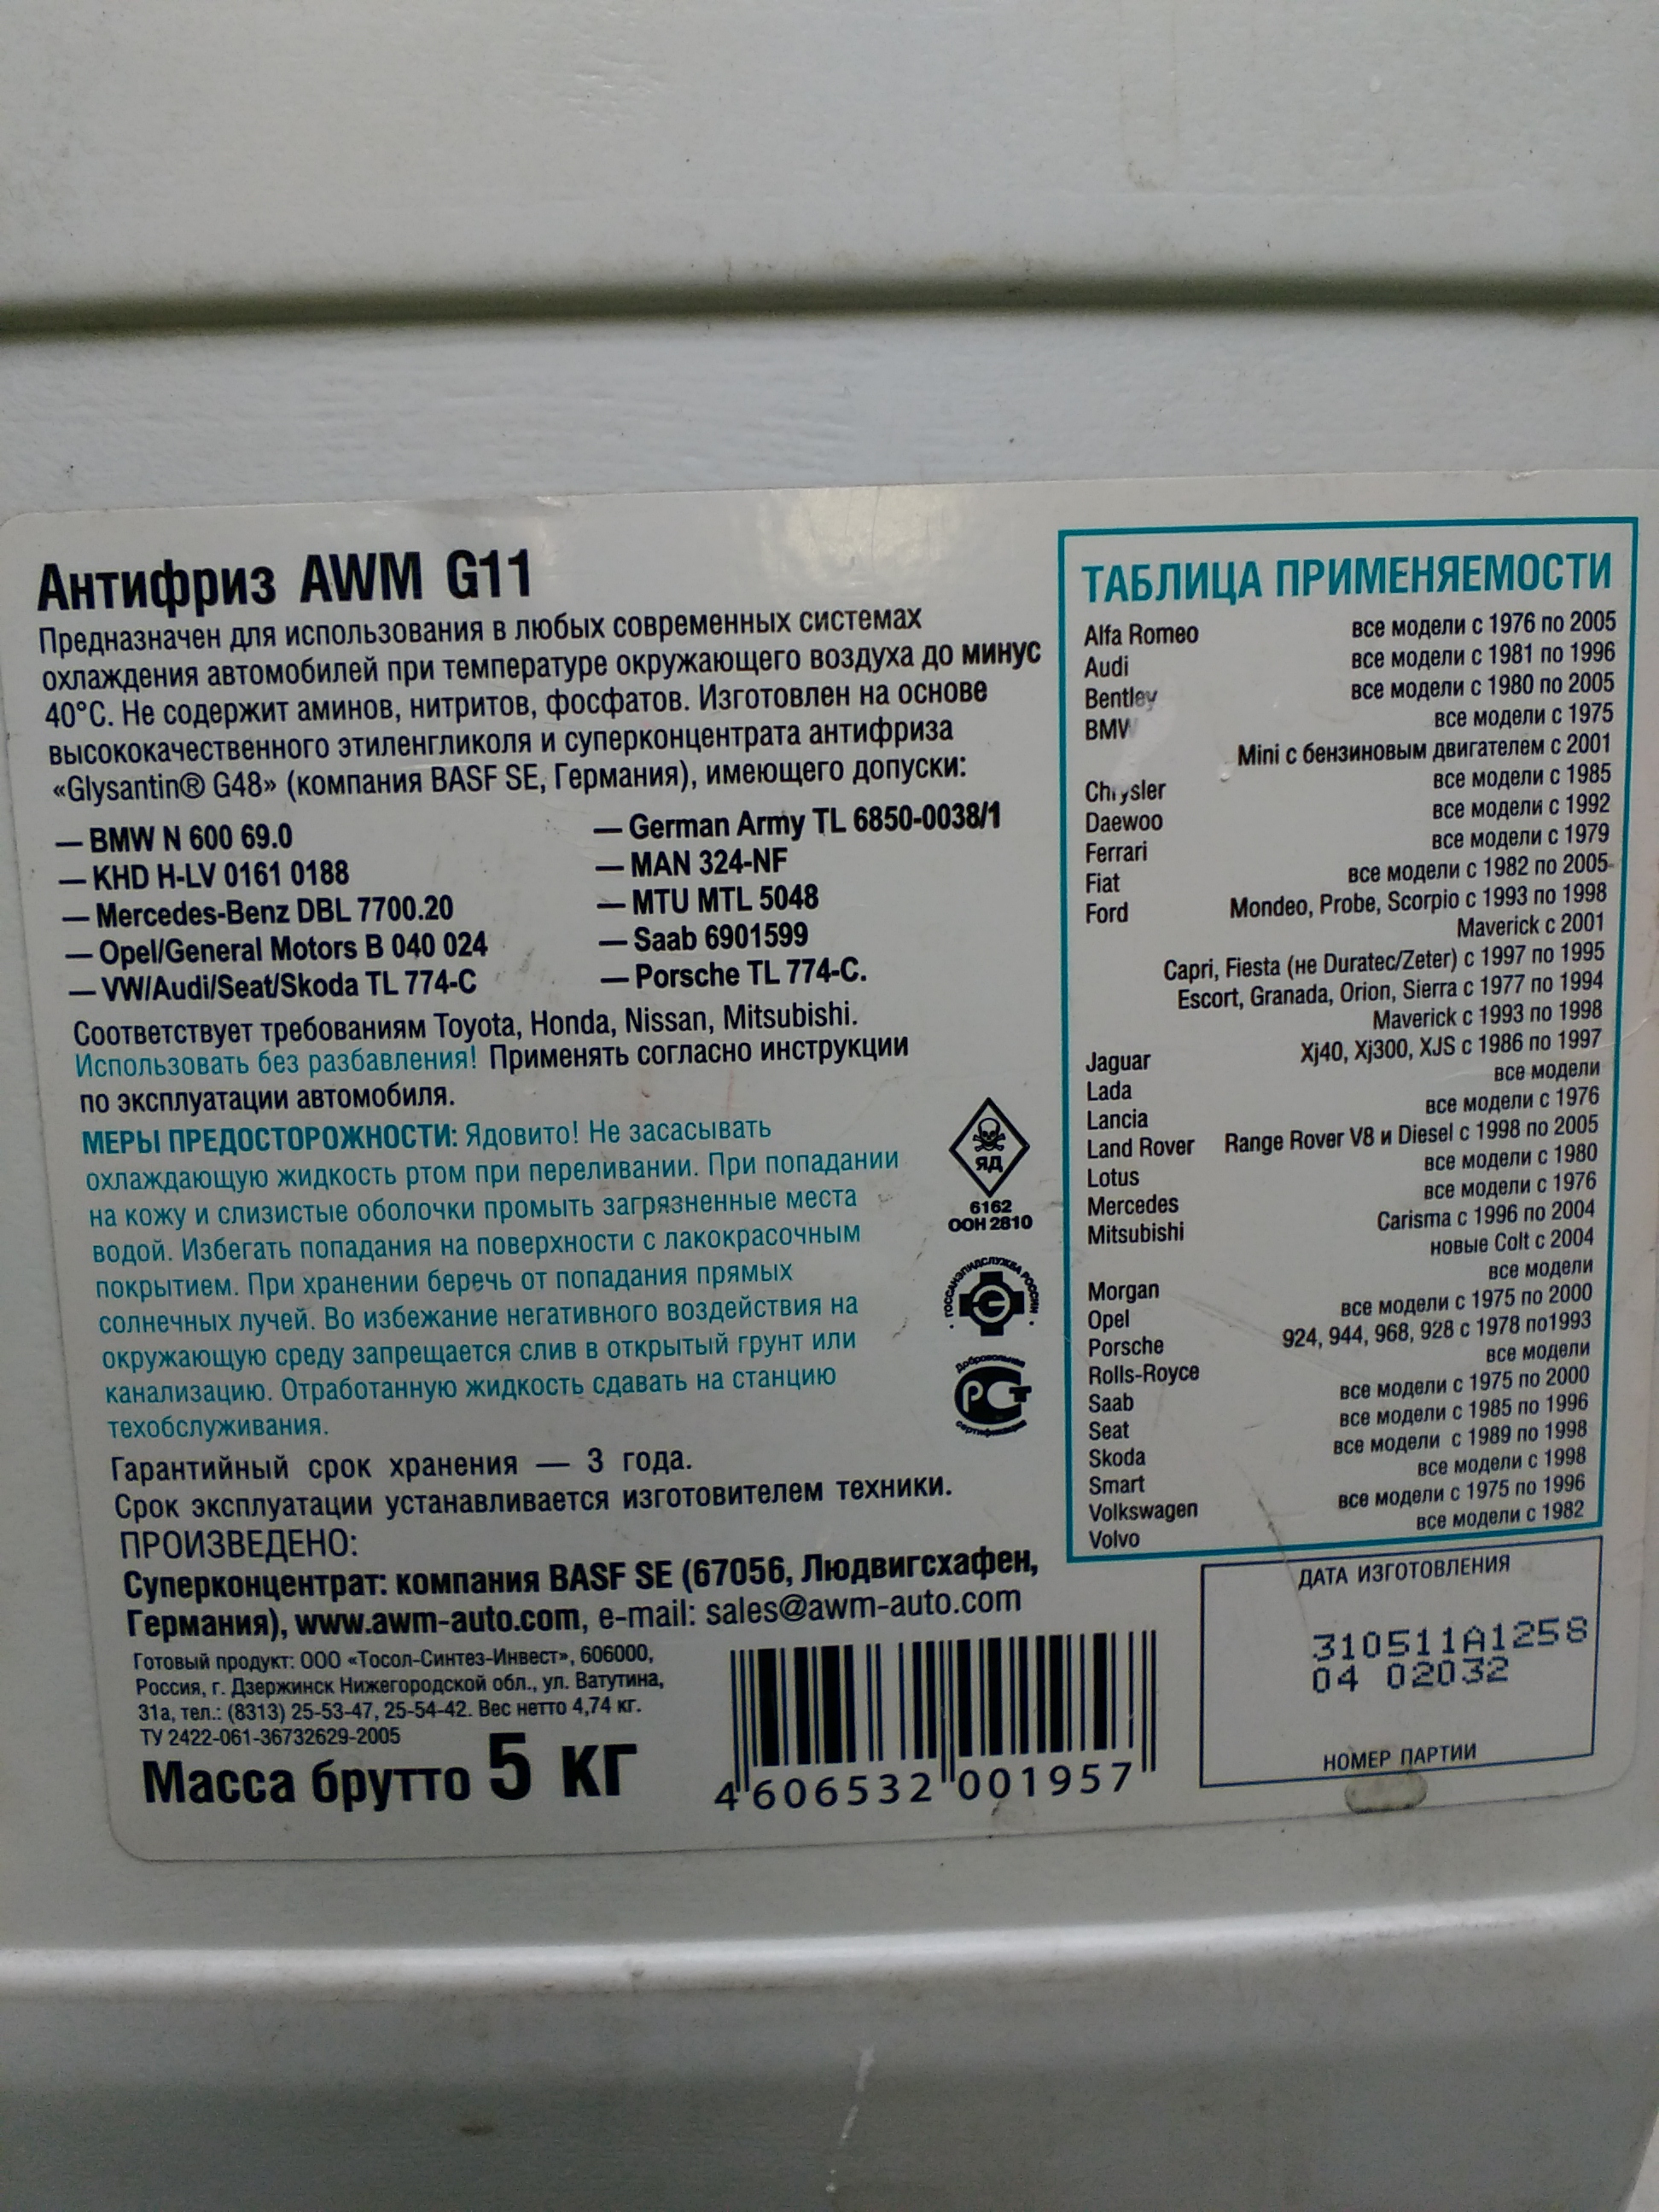 Антифриз AWM G11
Предназначен для использования в любых современных системах
охлаждения автомобилей при температуре окружающего воздуха до минус
40°С. Не содержит аминов, нитритов, фосфатов. Изготовлен на основе
высококачественного этиленгликоля и суперконцентрата антифриза
«Glysantin® G48» (компания BASF SE, Германия), имеющего допуски:
— BMW N 600 69.0
— KHD H-LV 0161 0188
— Mercedes-Benz DBL 7700.20
— Opel/General Motors B 040 024
— VW/Audi/Seat/Skoda TL 774-C
— German Army TL 6850-0038/1
— MAN 324-NF
— MTU MTL 5048
— Saab 6901599
— Porsche TL 774-C.
Соответствует требованиям Toyota, Honda, Nissan, Mitsubishi.
Использовать без разбавления! Применять согласно инструкции
по эксплуатации автомобиля.
МЕРЫ ПРЕДОСТОРОЖНОСТИ: Ядовито! Не засасывать
охлаждающую жидкость ртом при переливании. При попадании
на кожу и слизистые оболочки промыть загрязненные места
водой. Избегать попадания на поверхности с лакокрасочным
покрытием. При хранении беречь от попадания прямых
солнечных лучей. Во избежание негативного воздействия на
окружающую среду запрещается слив в открытый грунт или
канализацию. Отработанную жидкость сдавать на станцию
техобслуживания.
ЯД
6162
ООН 2810
ГОССАНЭПИДСЛУЖБА РОССИИ
Добровольная
РСТ
сертификация
Гарантийный срок хранения — 3 года.
Срок эксплуатации устанавливается изготовителем техники.
ПРОИЗВЕДЕНО:
Суперконцентрат: компания BASF SE (67056, Людвигсхафен,
Германия), www.awm-auto.com, e-mail: sales@awm-auto.com
Готовый продукт: ООО «Тосол-Синтез-Инвест», 606000,
Россия, г. Дзержинск Нижегородской обл., ул. Ватутина,
31а, тел.: (8313) 25-53-47, 25-54-42. Вес нетто 4,74 кг.
ТУ 2422-061-36732629-2005
Масса брутто 5 кг
4 606532 001957
ТАБЛИЦА ПРИМЕНЯЕМОСТИ
Alfa Romeo все модели с 1976 по 2005
Audi все модели с 1981 по 1996
Bentley все модели с 1980 по 2005
BMW все модели с 1975
Mini с бензиновым двигателем с 2001
Chrysler все модели с 1985
Daewoo все модели с 1992
Ferrari все модели с 1979
Fiat все модели с 1982 по 2005
Ford Mondeo, Probe, Scorpio с 1993 по 1998
Maverick с 2001
Capri, Fiesta (не Duratec/Zeter) с 1997 по 1995
Escort, Granada, Orion, Sierra с 1977 по 1994
Maverick с 1993 по 1998
Jaguar Xj40, Xj300, XJS с 1986 по 1997
Lada все модели
Lancia все модели с 1976
Land Rover Range Rover V8 и Diesel с 1998 по 2005
Lotus все модели с 1980
Mercedes все модели с 1976
Mitsubishi Carisma с 1996 по 2004
новые Colt с 2004
Morgan все модели
Opel все модели с 1975 по 2000
Porsche 924, 944, 968, 928 с 1978 по1993
Rolls-Royce все модели
Saab все модели с 1975 по 2000
Seat все модели с 1985 по 1996
Skoda все модели с 1989 по 1998
Smart все модели с 1998
Volkswagen все модели с 1975 по 1996
Volvo все модели с 1982
ДАТА ИЗГОТОВЛЕНИЯ
310511A1258
04 02032
НОМЕР ПАРТИИ